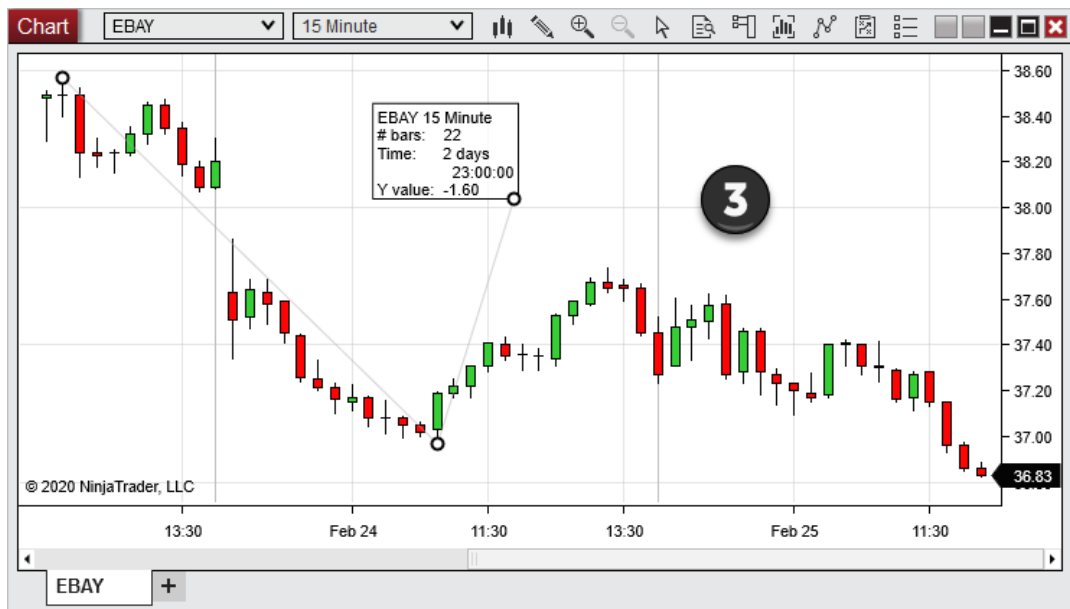 Chart EBAY 15 Minute
38.60
38.40
38.20
38.00
37.80
37.60
37.40
37.20
37.00
36.83
EBAY 15 Minute
# bars: 22
Time: 2 days
23:00:00
Y value: -1.60
3
© 2020 NinjaTrader, LLC
13:30 Feb 24 11:30 13:30 Feb 25 11:30
EBAY +